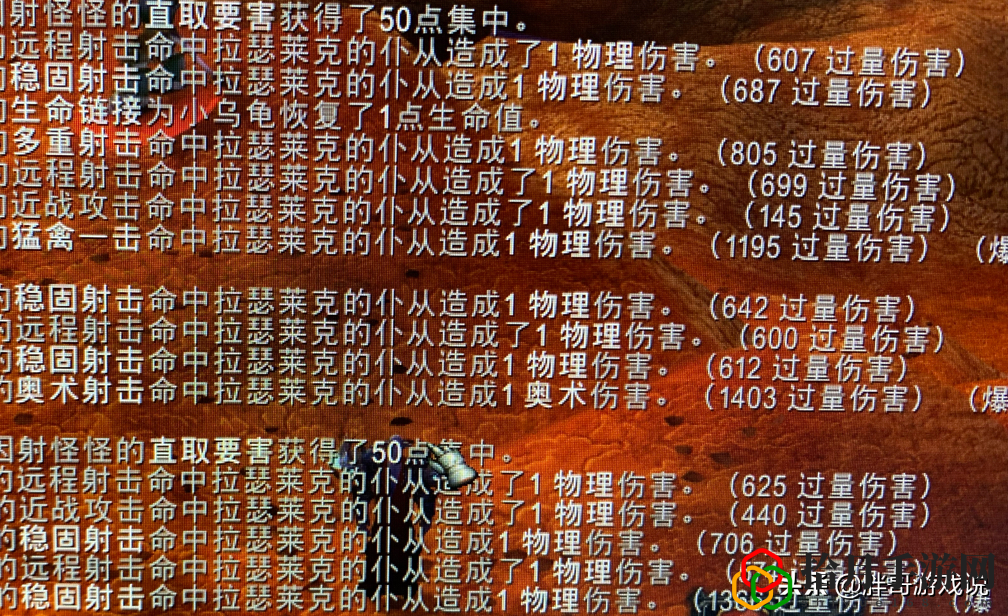 因射怪怪的直取要害获得了50点集中。
的远程射击命中拉瑟莱克的仆从造成了1 物理伤害。 (607 过量伤害)
的稳固射击命中拉瑟莱克的仆从造成1 物理伤害。 (687 过量伤害)
的生命链接为小乌龟恢复了1点生命值。
的多重射击命中拉瑟莱克的仆从造成1 物理伤害。 (805 过量伤害)
的远程射击命中拉瑟莱克的仆从造成了1 物理伤害。 (699 过量伤害)
的近战攻击命中拉瑟莱克的仆从造成了1 物理伤害。 (145 过量伤害)
的猛禽一击命中拉瑟莱克的仆从造成1 物理伤害。 (1195 过量伤害) (爆
的稳固射击命中拉瑟莱克的仆从造成1 物理伤害。 (642 过量伤害)
的远程射击命中拉瑟莱克的仆从造成了1 物理伤害。 (600 过量伤害)
的稳固射击命中拉瑟莱克的仆从造成1 物理伤害。 (612 过量伤害)
的奥术射击命中拉瑟莱克的仆从造成1 奥术伤害。 (1403 过量伤害) (爆
因射怪怪的直取要害获得了50点集中。
的远程射击命中拉瑟莱克的仆从造成了1 物理伤害。 (625 过量伤害)
的近战攻击命中拉瑟莱克的仆从造成了1 物理伤害。 (440 过量伤害)
的稳固射击命中拉瑟莱克的仆从造成1 物理伤害。 (706 过量伤害)
的远程射击命中拉瑟莱克的仆从造成了1 物理伤害。
的稳固射击命中拉瑟莱克的仆从造成1 物理伤害。 过量伤害) (爆
头条 @胖哥游戏说